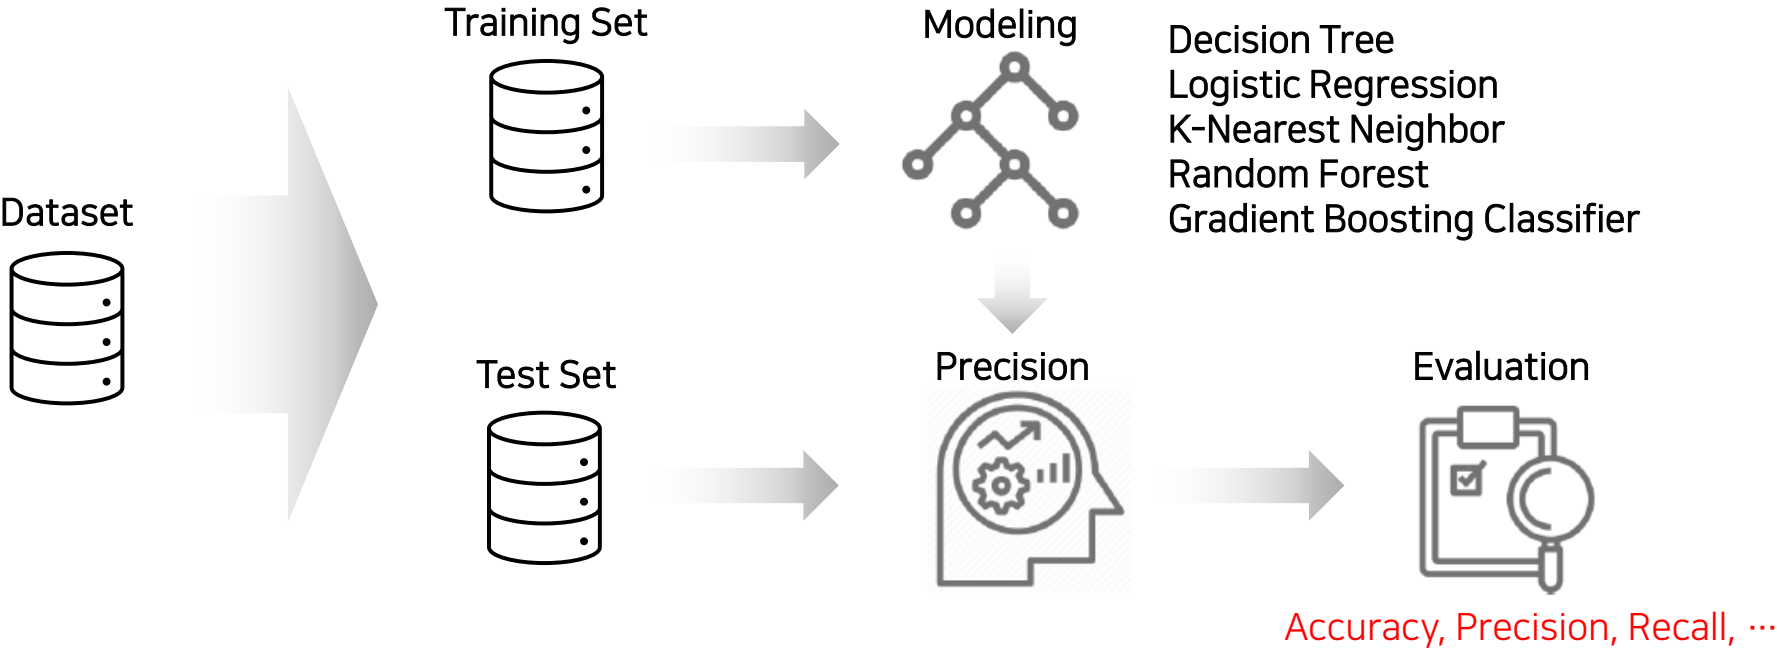 Training Set
Modeling
Decision Tree
Logistic Regression
K-Nearest Neighbor
Random Forest
Gradient Boosting Classifier
Dataset
Test Set
Precision
Evaluation
Accuracy, Precision, Recall, ···